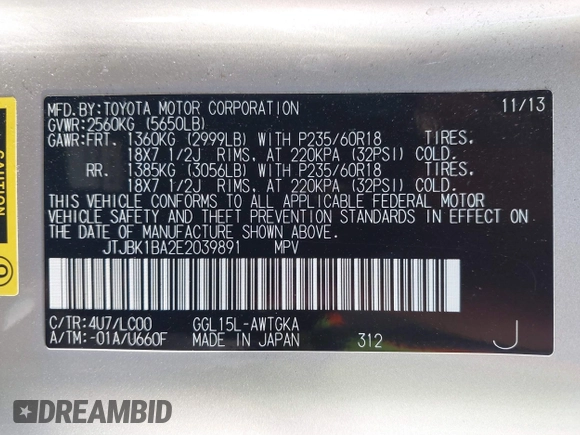 MFD.BY:TOYOTA MOTOR CORPORATION 11/13
GVWR:2560KG (5650LB)
GAWR:FRT. 1360KG (2999LB) WITH P235/60R18 TIRES,
18X7 1/2J RIMS, AT 220KPA (32PSI) COLD.
RR. 1385KG (3056LB) WITH P235/60R18 TIRES,
18X7 1/2J RIMS, AT 220KPA (32PSI) COLD.
THIS VEHICLE CONFORMS TO ALL APPLICABLE FEDERAL MOTOR
VEHICLE SAFETY AND THEFT PREVENTION STANDARDS IN EFFECT ON
THE DATE OF MANUFACTURE SHOWN ABOVE.
JTJBK1BA2E2039891 MPV
C/TR:4U7/LC00 GGL15L-AWTGKA
A/TM:-01A/U660F MADE IN JAPAN 312 J
CAUTION
DREAMBID